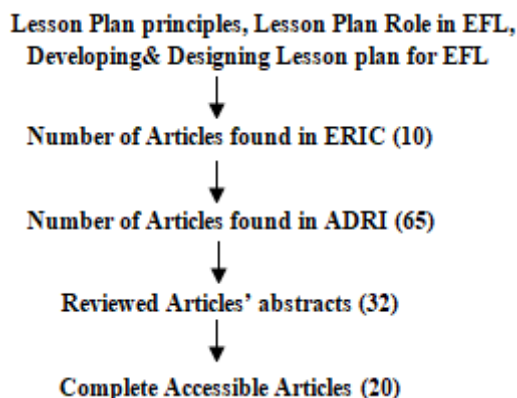 Lesson Plan principles, Lesson Plan Role in EFL,
Developing& Designing Lesson plan for EFL
Number of Articles found in ERIC (10)
Number of Articles found in ADRI (65)
Reviewed Articles’ abstracts (32)
Complete Accessible Articles (20)